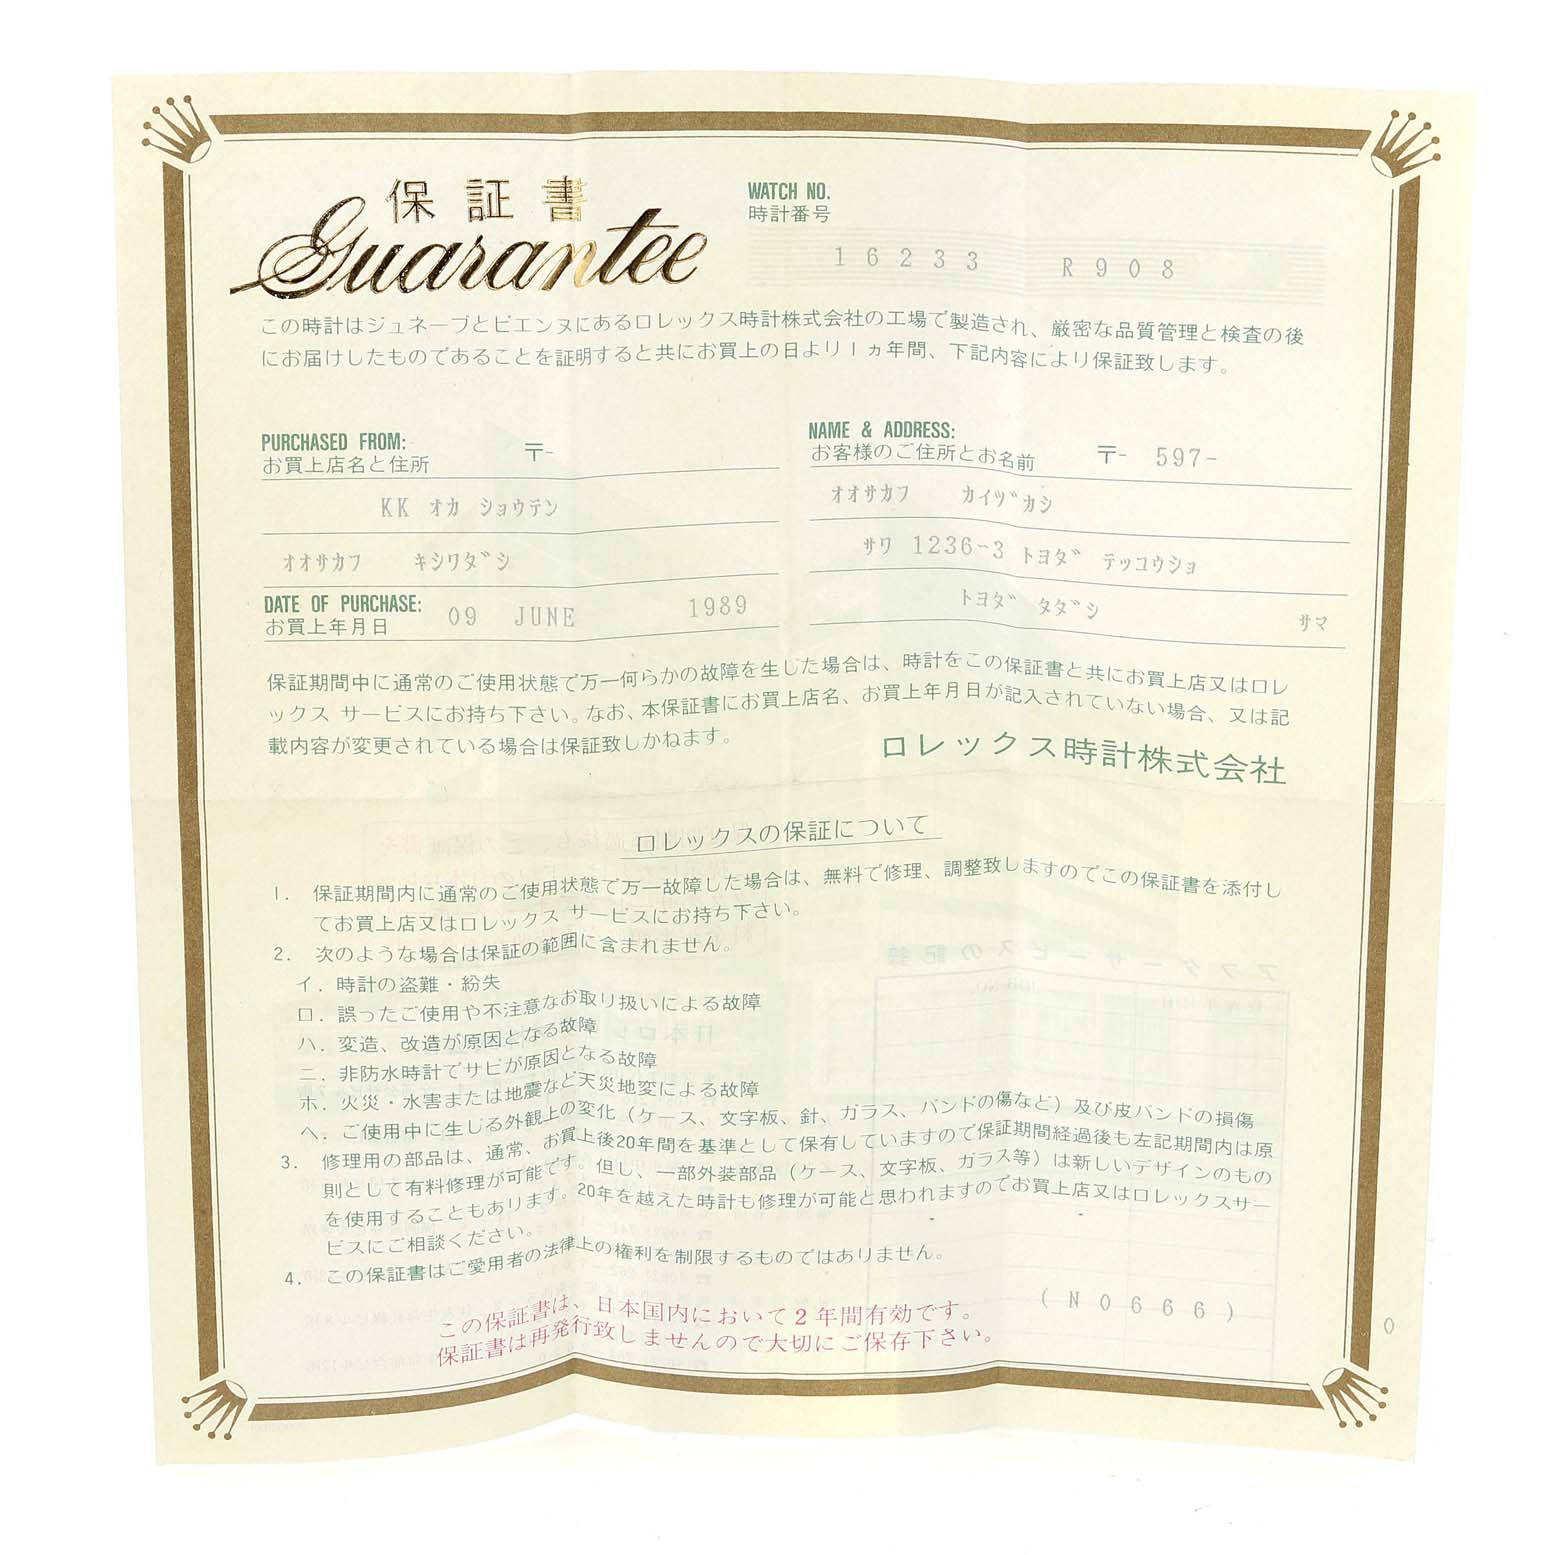 保証書
Guarantee
WATCH NO.
時計番号
16233 R908
この時計はジュネーブとビエンヌにあるロレックス時計株式会社の工場で製造され、厳密な品質管理と検査の後
にお届けしたものであることを証明すると共にお買上の日より1ヵ年間、下記内容により保証致します。
PURCHASED FROM:
お買上店名と住所 〒-
KK オカ ショウテン
オオサカフ キシワダシ
DATE OF PURCHASE: 09 JUNE 1989
お買上年月日
NAME & ADDRESS:
お客様のご住所とお名前 〒- 597-
オオサカフ カイヅカシ
サワ 1236-3 トヨダ テッコウショ
トヨダ タダシ サマ
保証期間中に通常のご使用状態で万一何らかの故障を生じた場合は、時計をこの保証書と共にお買上店又はロレ
ックス サービスにお持ち下さい。なお、本保証書にお買上店名、お買上年月日が記入されていない場合、又は記
載内容が変更されている場合は保証致しかねます。
ロレックス時計株式会社
ロレックスの保証について
1. 保証期間内に通常のご使用状態で万一故障した場合は、無料で修理、調整致しますのでこの保証書を添付し
てお買上店又はロレックス サービスにお持ち下さい。
2. 次のような場合は保証の範囲に含まれません。
イ. 時計の盗難・紛失
ロ. 誤ったご使用や不注意なお取り扱いによる故障
ハ. 変造、改造が原因となる故障
ニ. 非防水時計でサビが原因となる故障
ホ. 火災・水害または地震など天災地変による故障
ヘ. ご使用中に生じる外観上の変化（ケース、文字板、針、ガラス、バンドの傷など）及び皮バンドの損傷
3. 修理用の部品は、通常、お買上後20年間を基準として保有していますので保証期間経過後も左記期間内は原
則として有料修理が可能です。但し、一部外装部品（ケース、文字板、ガラス等）は新しいデザインのもの
を使用することもあります。20年を越えた時計も修理が可能と思われますのでお買上店又はロレックスサー
ビスにご相談ください。
4. この保証書はご愛用者の法律上の権利を制限するものではありません。
(N0666)
この保証書は、日本国内において2年間有効です。
保証書は再発行致しませんので大切にご保存下さい。
0